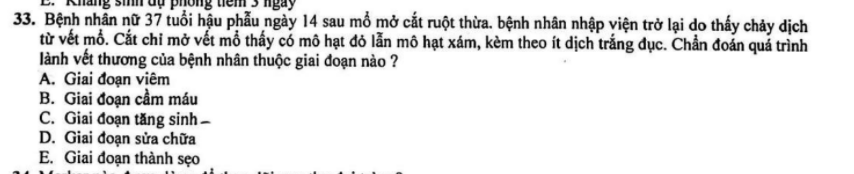 E. Kháng sinh dự phòng tiêm 3 ngày
33. Bệnh nhân nữ 37 tuổi hậu phẫu ngày 14 sau mổ mở cắt ruột thừa. bệnh nhân nhập viện trở lại do thấy chảy dịch
từ vết mổ. Cắt chỉ mở vết mổ thấy có mô hạt đỏ lẫn mô hạt xám, kèm theo ít dịch trắng đục. Chẩn đoán quá trình
lành vết thương của bệnh nhân thuộc giai đoạn nào ?
A. Giai đoạn viêm
B. Giai đoạn cầm máu
C. Giai đoạn tăng sinh
D. Giai đoạn sửa chữa
E. Giai đoạn thành sẹo